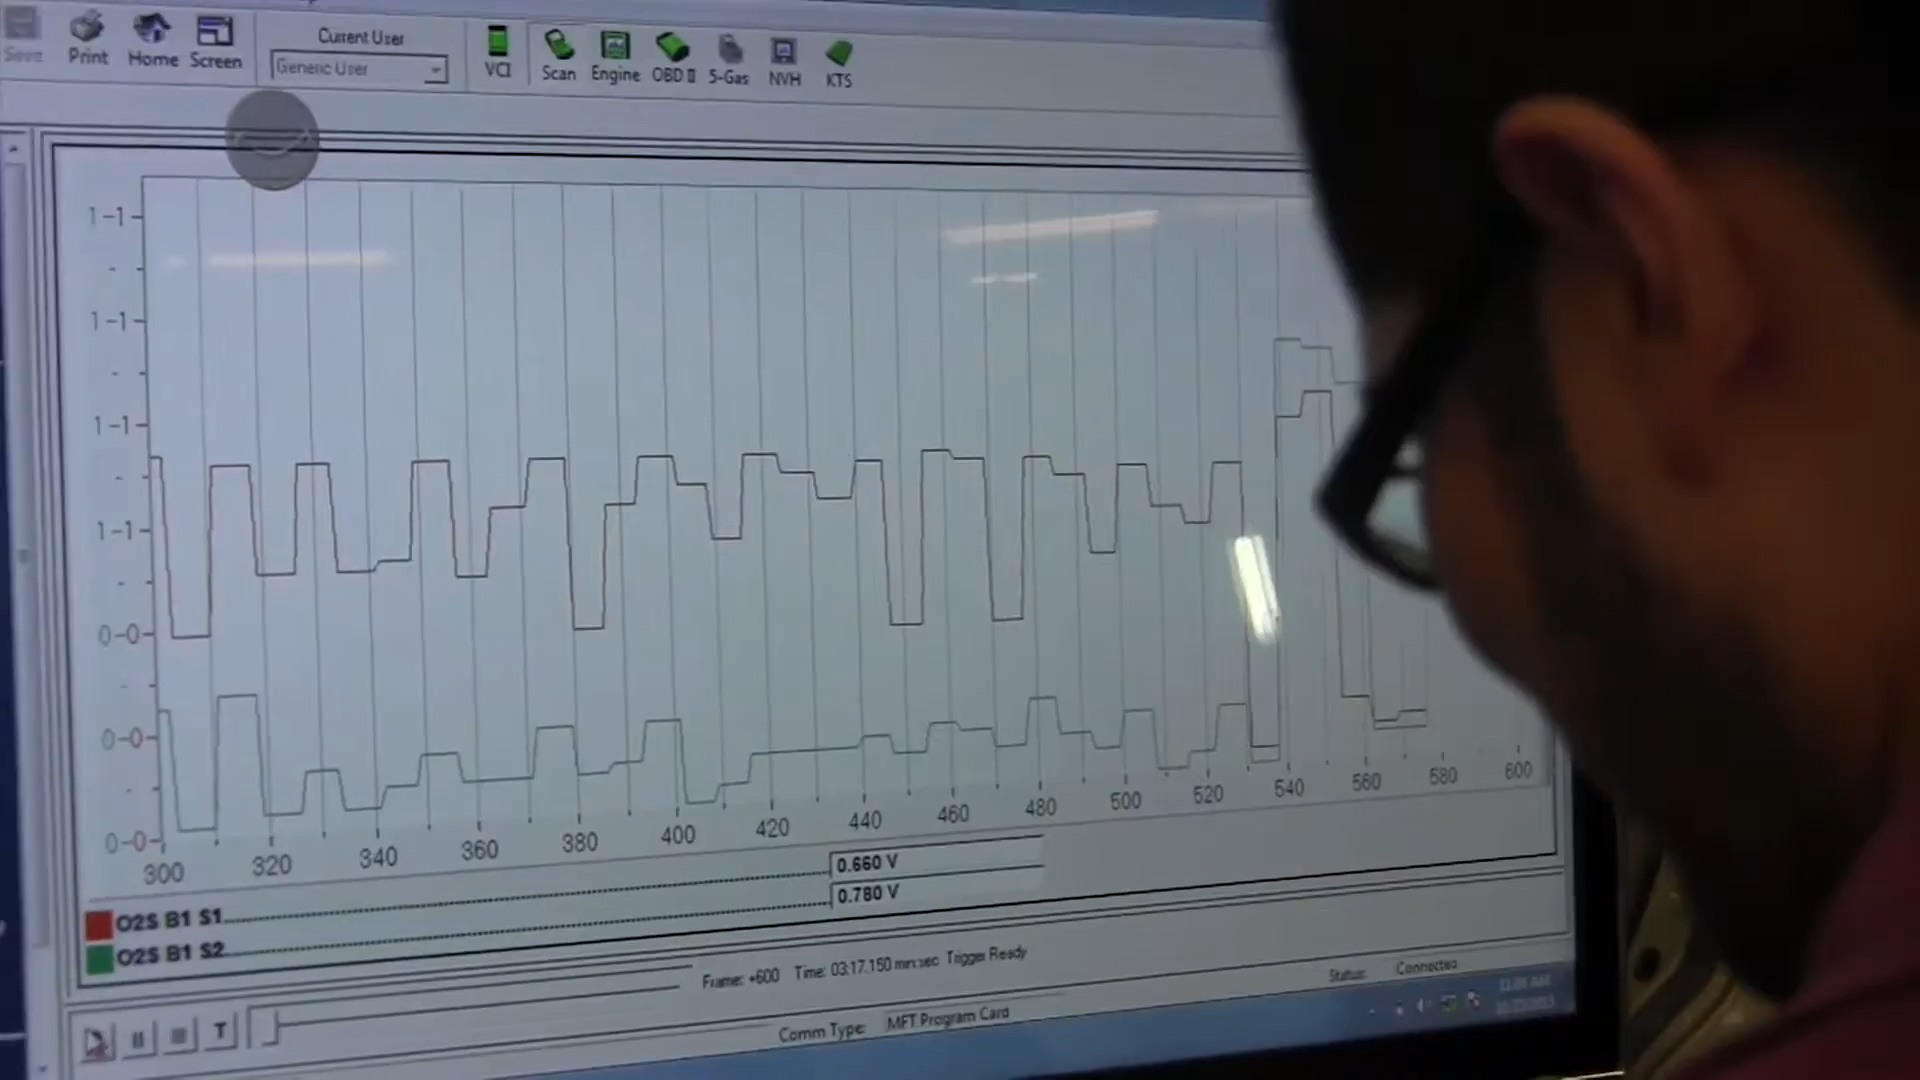 Save Print Home Screen
Current User
Generic User
VCI Scan Engine OBD II 5-Gas NVH KTS
1-1
1-1
1-1
1-1
0-0
0-0
0-0
300 320 340 360 380 400 420 440 460 480 500 520 540 560 580 600
O2S B1 S1 0.660 V
O2S B1 S2 0.780 V
Frame: +600 Time: 03:17.150 min:sec Trigger Ready
T
Status: Connected
Comm Type: MFT Program Card